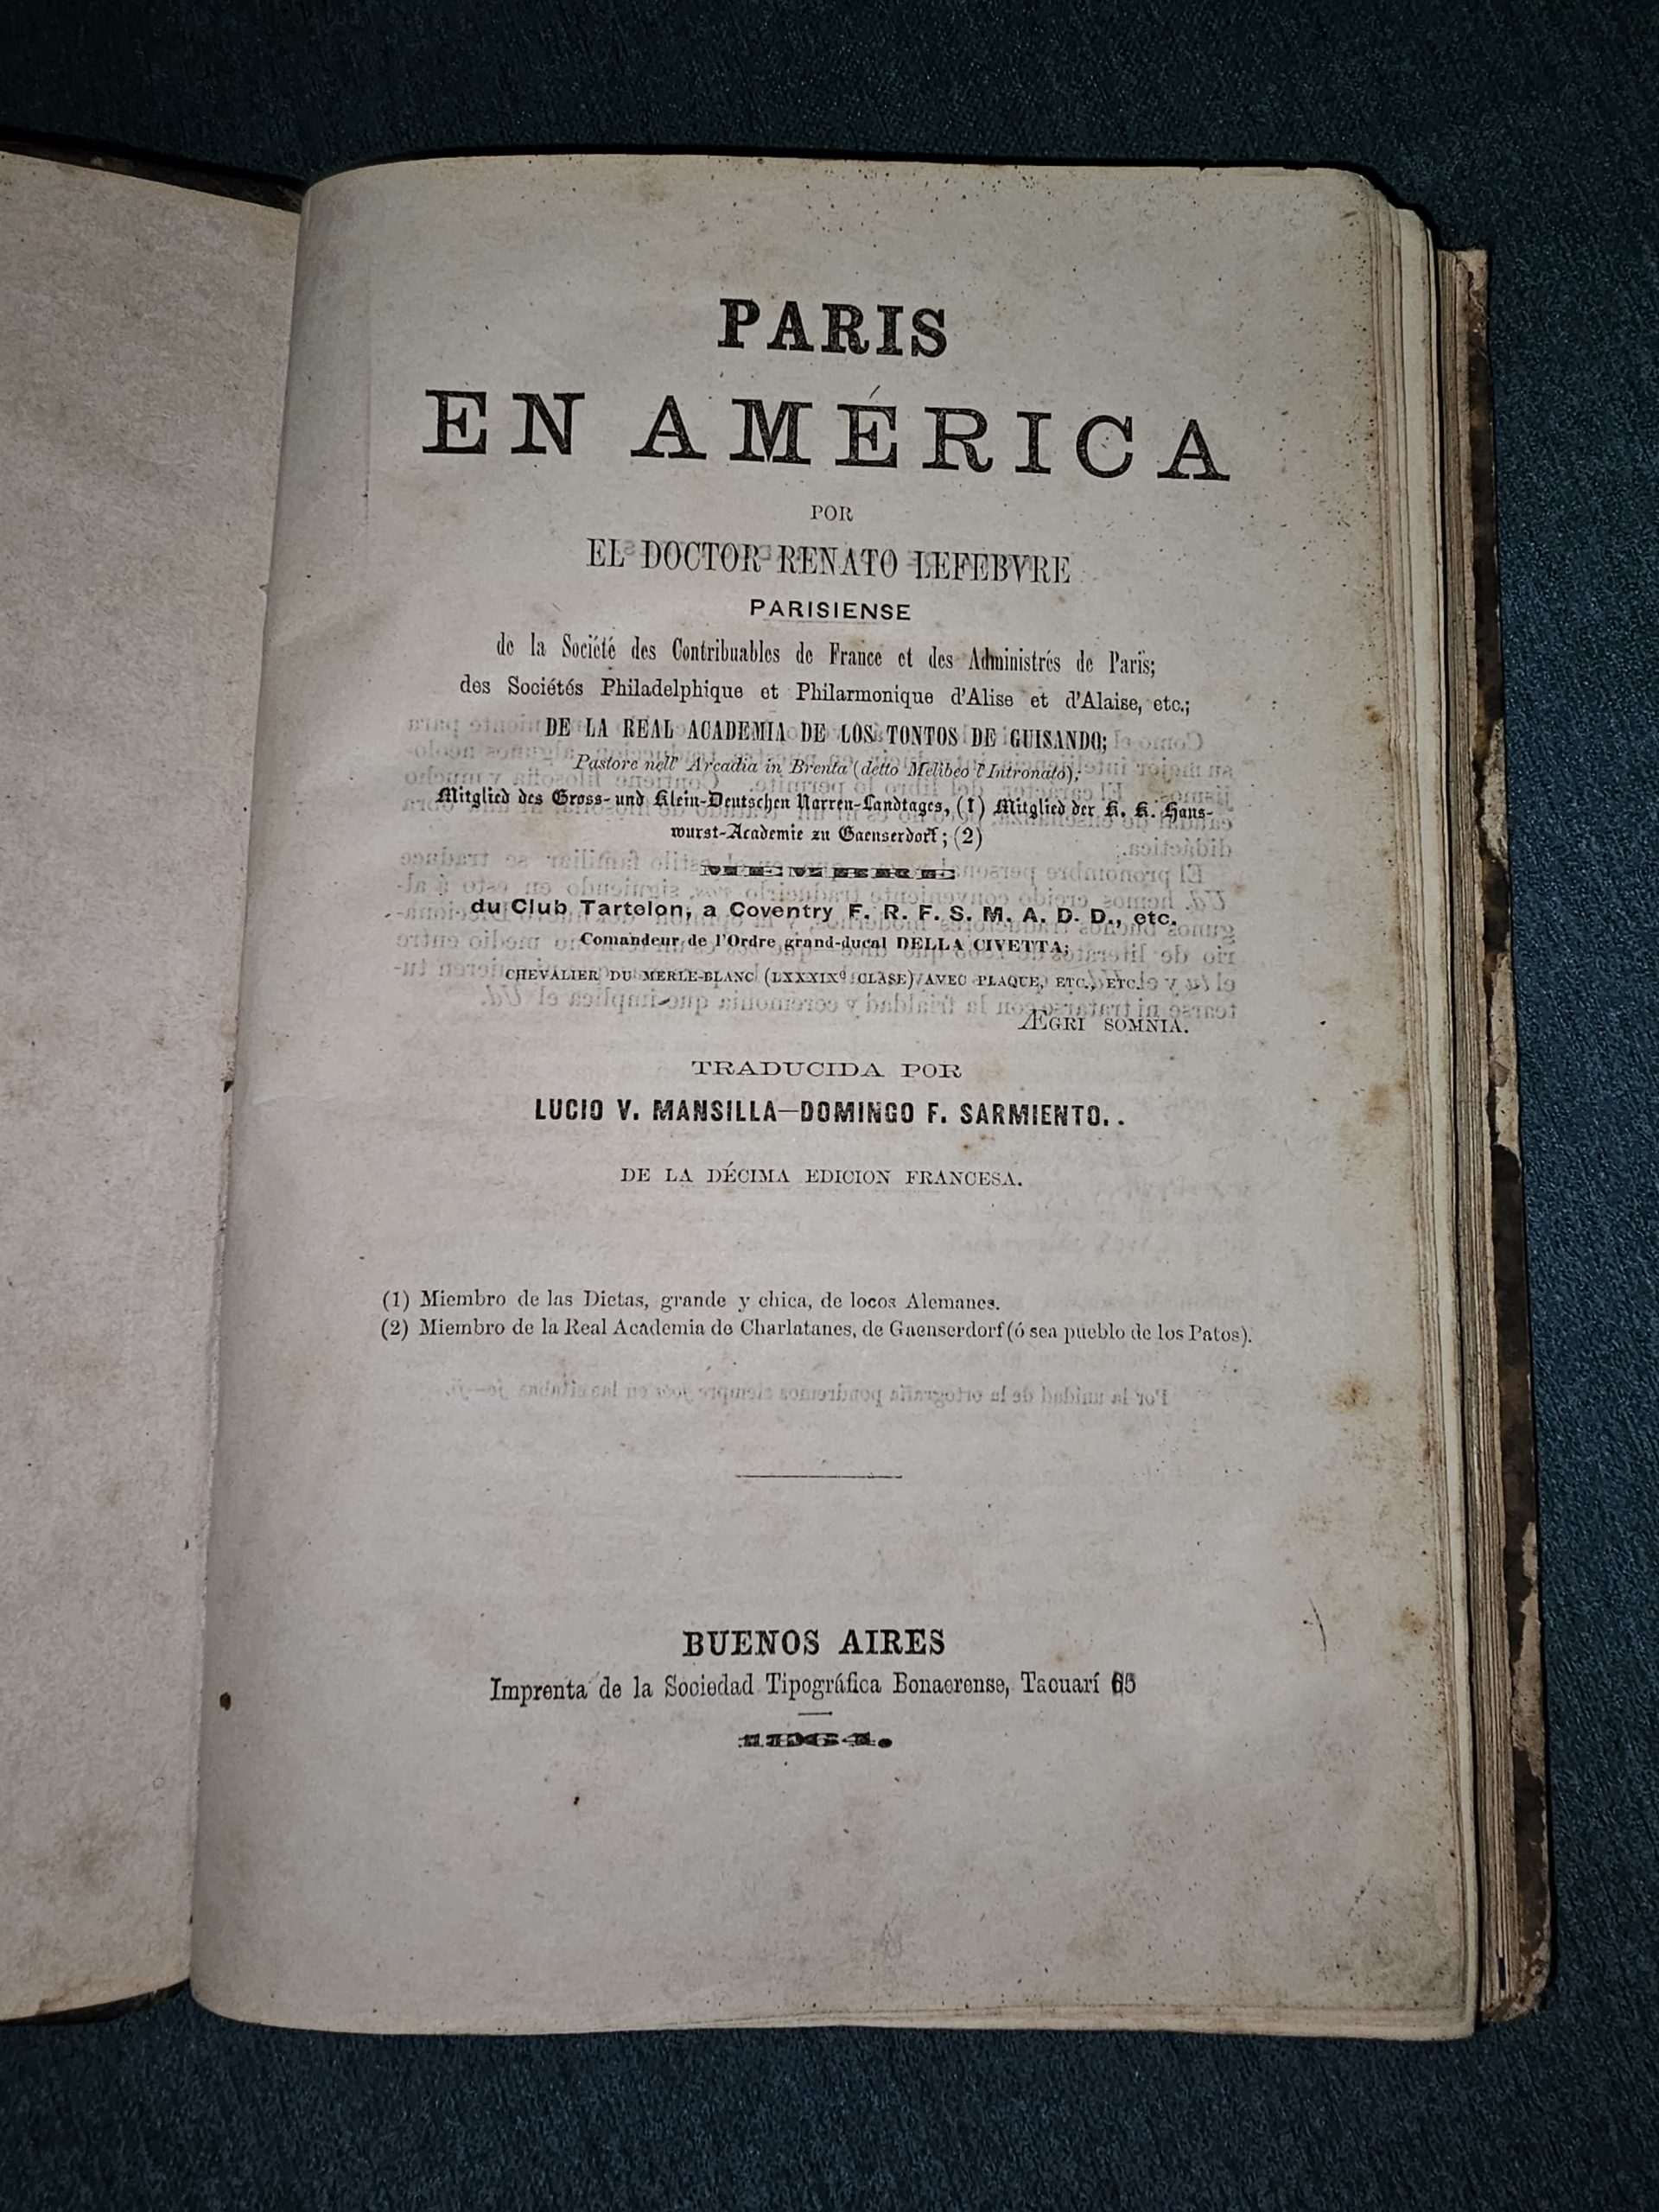 PARIS
EN AMÉRICA
POR
EL DOCTOR RENATO LEFEBVRE
PARISIENSE
de la Société des Contribuables de France et des Administrés de Paris;
des Sociétés Philadelphique et Philarmonique d'Alise et d'Alaise, etc.;
DE LA REAL ACADEMIA DE LOS TONTOS DE GUISANDO;
Pastore nell' Arcadia in Brenta (detto Melibeo l'Intronato);
Mitglied des Gross- und Klein-Deutschen Narren-Landtages, (1) Mitglied der K. K. Hans-
wurst-Academie zu Gaenserdorf; (2)
MEMBRE
du Club Tartelon, a Coventry F. R. F. S. M. A. D. D., etc.
Comandeur de l'Ordre grand-ducal DELLA CIVETTA;
CHEVALIER DU MERLE-BLANC (LXXXIXº CLASE) AVEC PLAQUE, ETC., ETC.
ÆGRI SOMNIA.
TRADUCIDA POR
LUCIO V. MANSILLA—DOMINGO F. SARMIENTO. .
DE LA DÉCIMA EDICION FRANCESA.
(1) Miembro de las Dietas, grande y chica, de locos Alemanes.
(2) Miembro de la Real Academia de Charlatanes, de Gaenserdorf (ó sea pueblo de los Patos).
BUENOS AIRES
Imprenta de la Sociedad Tipográfica Bonaerense, Tacuarí 65
1864.